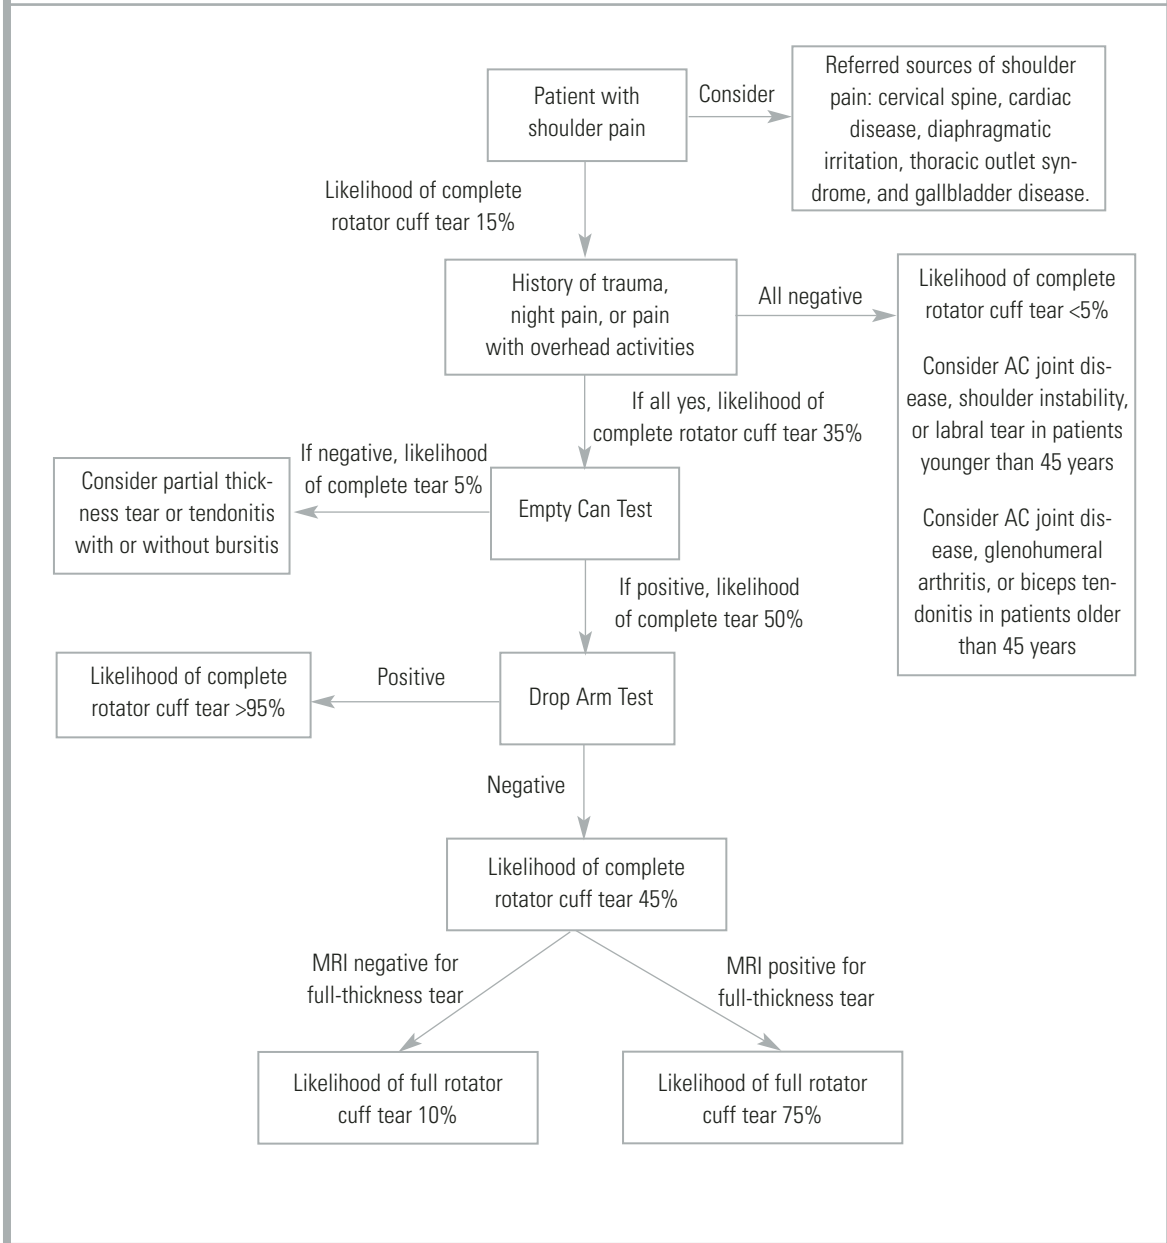 Patient with
shoulder pain
Consider
Referred sources of shoulder
pain: cervical spine, cardiac
disease, diaphragmatic
irritation, thoracic outlet syn-
drome, and gallbladder disease.
Likelihood of complete
rotator cuff tear 15%
History of trauma,
night pain, or pain
with overhead activities
All negative
Likelihood of complete
rotator cuff tear <5%
Consider AC joint dis-
ease, shoulder instability,
or labral tear in patients
younger than 45 years
Consider AC joint dis-
ease, glenohumeral
arthritis, or biceps ten-
donitis in patients older
than 45 years
If all yes, likelihood of
complete rotator cuff tear 35%
If negative, likelihood
of complete tear 5%
Consider partial thick-
ness tear or tendonitis
with or without bursitis
Empty Can Test
If positive, likelihood
of complete tear 50%
Likelihood of complete
rotator cuff tear >95%
Positive
Drop Arm Test
Negative
Likelihood of complete
rotator cuff tear 45%
MRI negative for
full-thickness tear
MRI positive for
full-thickness tear
Likelihood of full rotator
cuff tear 10%
Likelihood of full rotator
cuff tear 75%